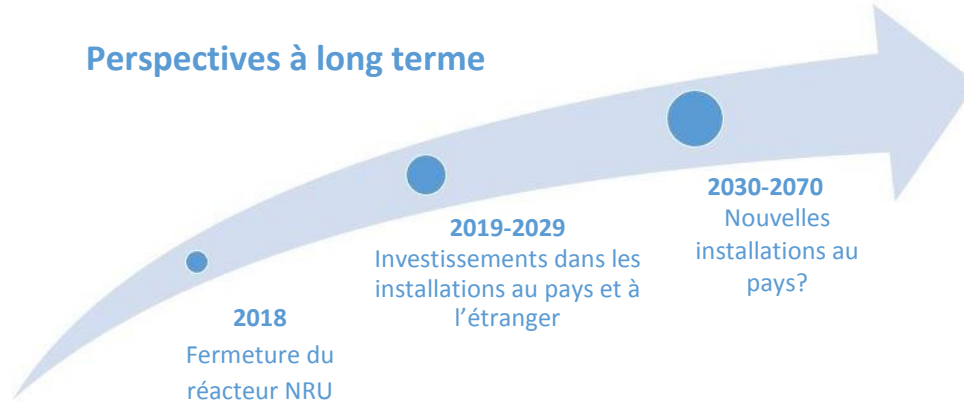 Perspectives à long terme
2018
Fermeture du
réacteur NRU
2019-2029
Investissements dans les
installations au pays et à
l’étranger
2030-2070
Nouvelles
installations au
pays?